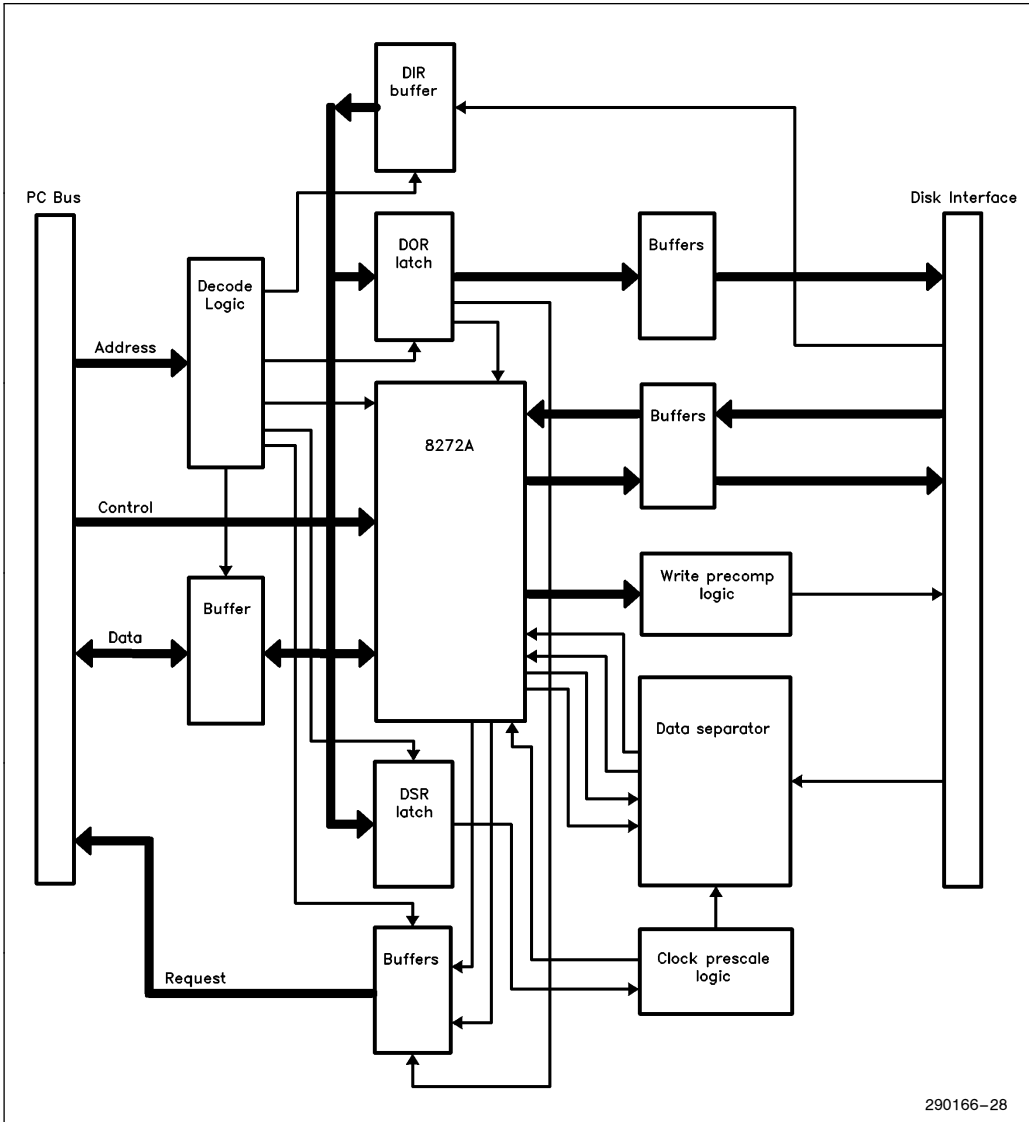 DIR
buffer
PC Bus
Disk Interface
DOR
latch
Buffers
Decode
Logic
Address
Buffers
8272A
Control
Write precomp
logic
Buffer
Data
Data separator
DSR
latch
Buffers
Clock prescale
logic
Request
290166-28